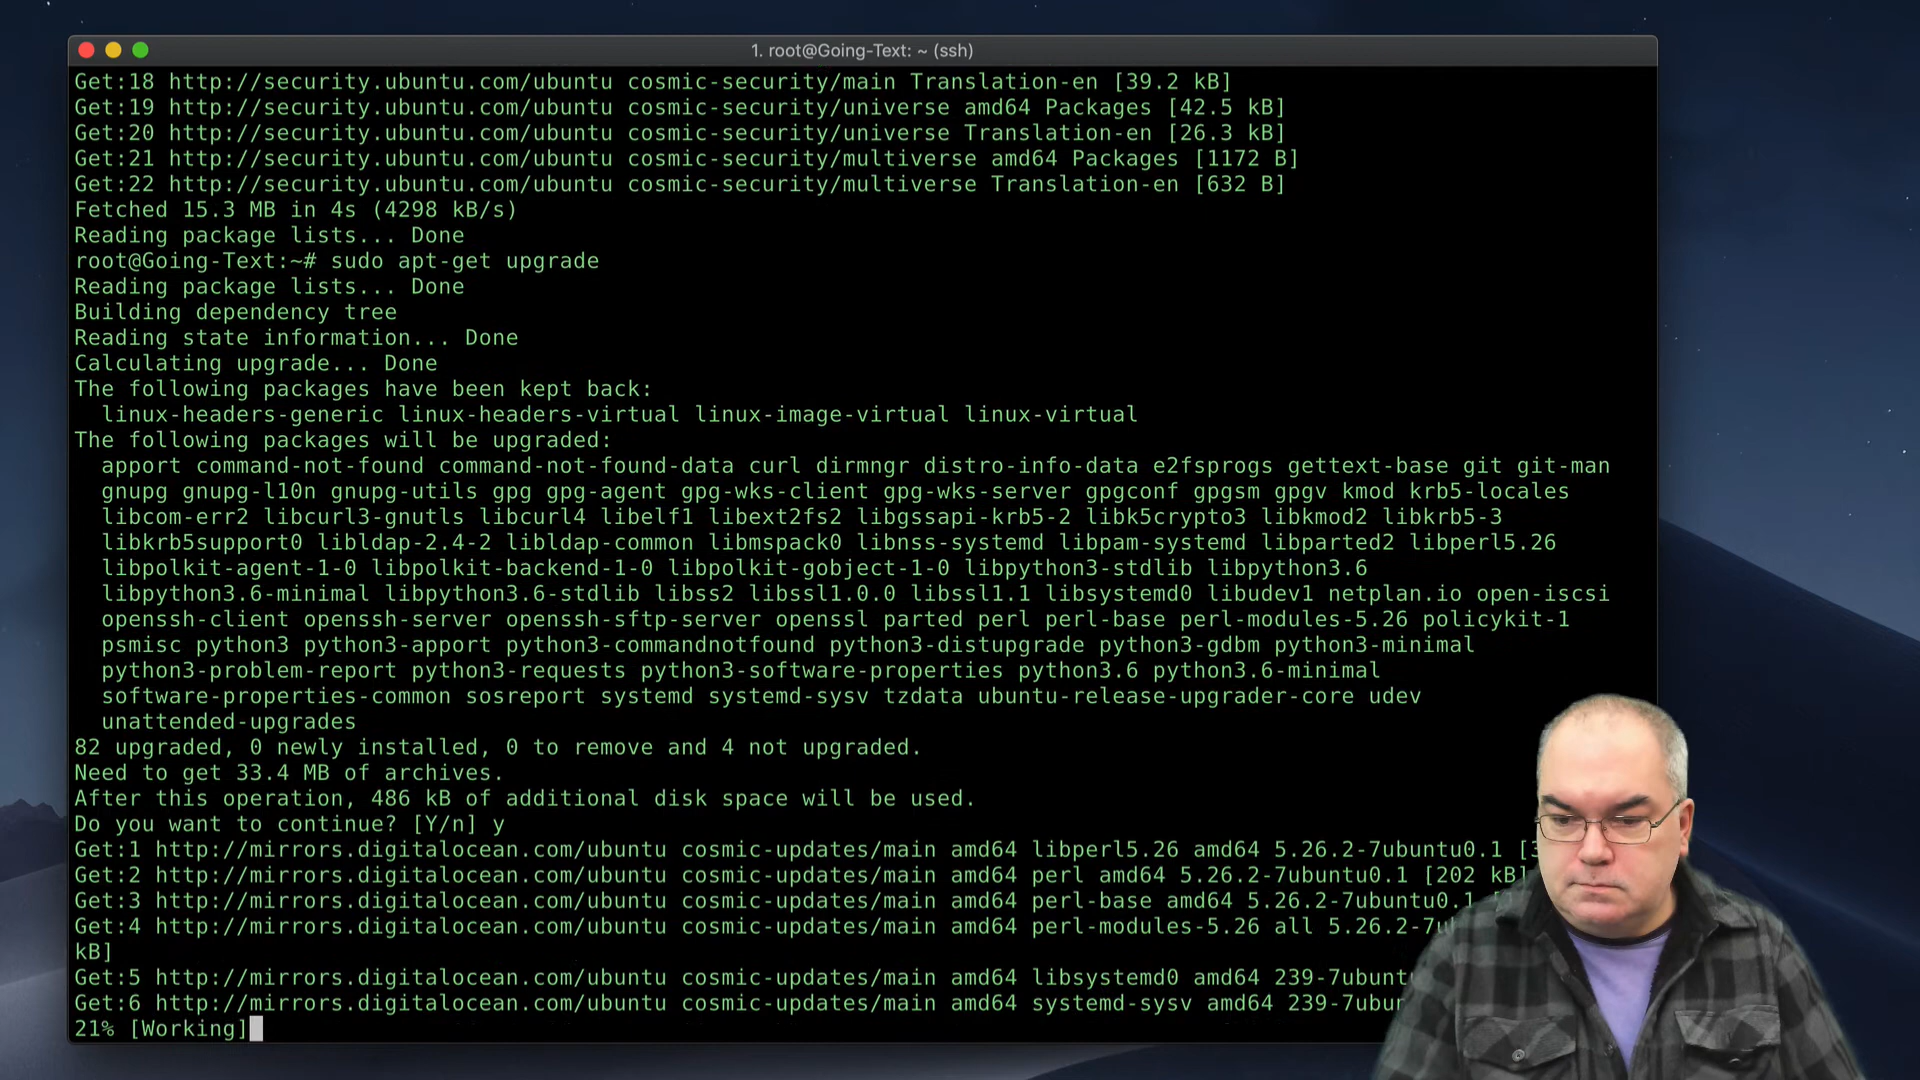 1. root@Going-Text: ~ (ssh)
Get:18 http://security.ubuntu.com/ubuntu cosmic-security/main Translation-en [39.2 kB]
Get:19 http://security.ubuntu.com/ubuntu cosmic-security/universe amd64 Packages [42.5 kB]
Get:20 http://security.ubuntu.com/ubuntu cosmic-security/universe Translation-en [26.3 kB]
Get:21 http://security.ubuntu.com/ubuntu cosmic-security/multiverse amd64 Packages [1172 B]
Get:22 http://security.ubuntu.com/ubuntu cosmic-security/multiverse Translation-en [632 B]
Fetched 15.3 MB in 4s (4298 kB/s)
Reading package lists... Done
root@Going-Text:~# sudo apt-get upgrade
Reading package lists... Done
Building dependency tree
Reading state information... Done
Calculating upgrade... Done
The following packages have been kept back:
linux-headers-generic linux-headers-virtual linux-image-virtual linux-virtual
The following packages will be upgraded:
apport command-not-found command-not-found-data curl dirmngr distro-info-data e2fsprogs gettext-base git git-man
gnupg gnupg-l10n gnupg-utils gpg gpg-agent gpg-wks-client gpg-wks-server gpgconf gpgsm gpgv kmod krb5-locales
libcom-err2 libcurl3-gnutls libcurl4 libelf1 libext2fs2 libgssapi-krb5-2 libk5crypto3 libkmod2 libkrb5-3
libkrb5support0 libldap-2.4-2 libldap-common libmspack0 libnss-systemd libpam-systemd libparted2 libperl5.26
libpolkit-agent-1-0 libpolkit-backend-1-0 libpolkit-gobject-1-0 libpython3-stdlib libpython3.6
libpython3.6-minimal libpython3.6-stdlib libss2 libssl1.0.0 libssl1.1 libsystemd0 libudev1 netplan.io open-iscsi
openssh-client openssh-server openssh-sftp-server openssl parted perl perl-base perl-modules-5.26 policykit-1
psmisc python3 python3-apport python3-commandnotfound python3-distupgrade python3-gdbm python3-minimal
python3-problem-report python3-requests python3-software-properties python3.6 python3.6-minimal
software-properties-common sosreport systemd systemd-sysv tzdata ubuntu-release-upgrader-core udev
unattended-upgrades
82 upgraded, 0 newly installed, 0 to remove and 4 not upgraded.
Need to get 33.4 MB of archives.
After this operation, 486 kB of additional disk space will be used.
Do you want to continue? [Y/n] y
Get:1 http://mirrors.digitalocean.com/ubuntu cosmic-updates/main amd64 libperl5.26 amd64 5.26.2-7ubuntu0.1
Get:2 http://mirrors.digitalocean.com/ubuntu cosmic-updates/main amd64 perl amd64 5.26.2-7ubuntu0.1 [202 kB]
Get:3 http://mirrors.digitalocean.com/ubuntu cosmic-updates/main amd64 perl-base amd64 5.26.2-7ubuntu0.1
Get:4 http://mirrors.digitalocean.com/ubuntu cosmic-updates/main amd64 perl-modules-5.26 all
kB]
Get:5 http://mirrors.digitalocean.com/ubuntu cosmic-updates/main amd64 libsystemd0 amd64
Get:6 http://mirrors.digitalocean.com/ubuntu cosmic-updates/main amd64 systemd-sysv amd64
21% [Working]